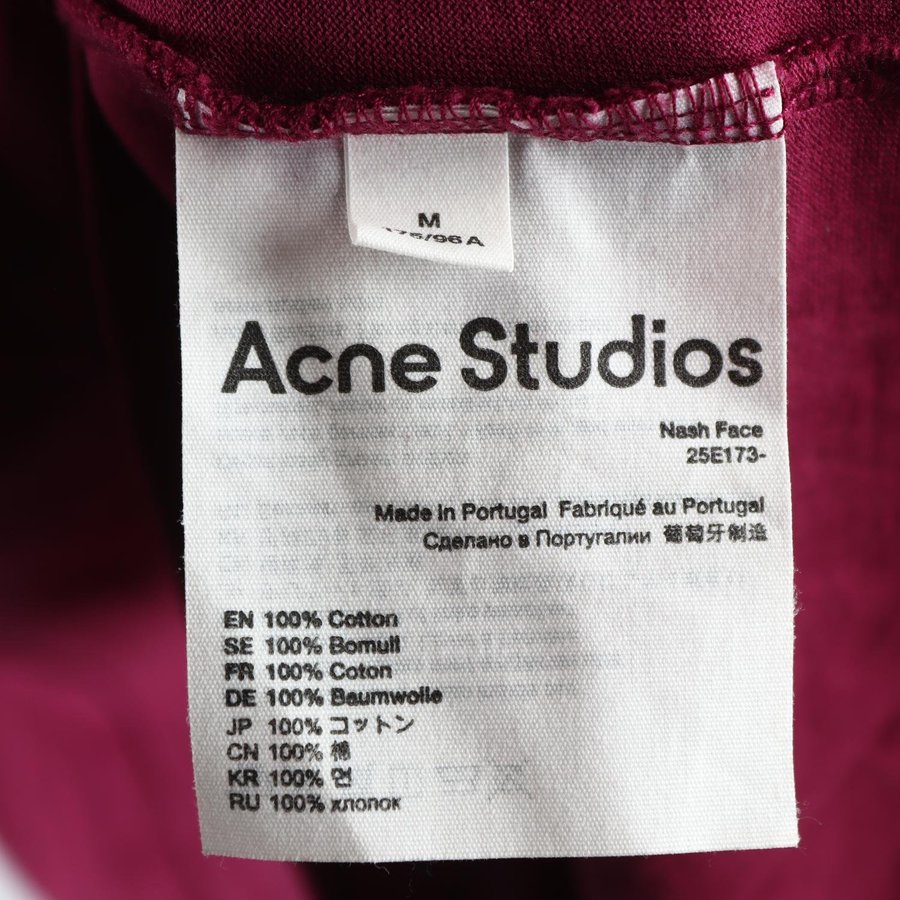 M
/96A
Acne Studios
Nash Face
25E173-
Made in Portugal Fabriqué au Portugal
Сделано в Португалии 葡萄牙制造
EN 100% Cotton
SE 100% Bomull
FR 100% Coton
DE 100% Baumwolle
JP 100% コットン
CN 100% 棉
KR 100% 면
RU 100% хлопок